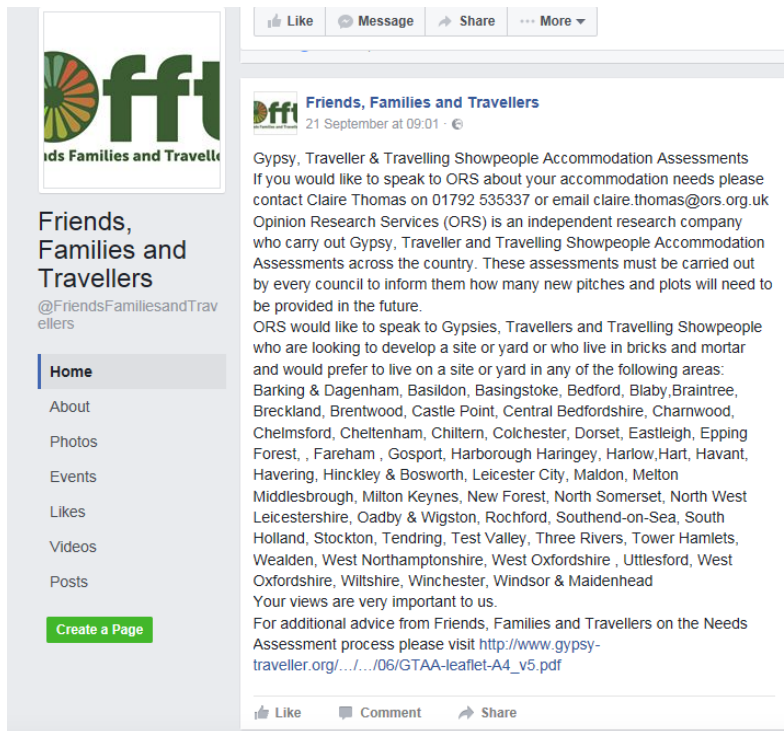 Like Message Share ··· More
fft
ds Families and Travelle
Friends,
Families and
Travellers
@FriendsFamiliesandTrav
ellers
Home
About
Photos
Events
Likes
Videos
Posts
Create a Page
Friends, Families and Travellers
21 September at 09:01 ·
Gypsy, Traveller & Travelling Showpeople Accommodation Assessments
If you would like to speak to ORS about your accommodation needs please
contact Claire Thomas on 01792 535337 or email claire.thomas@ors.org.uk
Opinion Research Services (ORS) is an independent research company
who carry out Gypsy, Traveller and Travelling Showpeople Accommodation
Assessments across the country. These assessments must be carried out
by every council to inform them how many new pitches and plots will need to
be provided in the future.
ORS would like to speak to Gypsies, Travellers and Travelling Showpeople
who are looking to develop a site or yard or who live in bricks and mortar
and would prefer to live on a site or yard in any of the following areas:
Barking & Dagenham, Basildon, Basingstoke, Bedford, Blaby,Braintree,
Breckland, Brentwood, Castle Point, Central Bedfordshire, Charnwood,
Chelmsford, Cheltenham, Chiltern, Colchester, Dorset, Eastleigh, Epping
Forest, , Fareham , Gosport, Harborough Haringey, Harlow,Hart, Havant,
Havering, Hinckley & Bosworth, Leicester City, Maldon, Melton
Middlesbrough, Milton Keynes, New Forest, North Somerset, North West
Leicestershire, Oadby & Wigston, Rochford, Southend-on-Sea, South
Holland, Stockton, Tendring, Test Valley, Three Rivers, Tower Hamlets,
Wealden, West Northamptonshire, West Oxfordshire , Uttlesford, West
Oxfordshire, Wiltshire, Winchester, Windsor & Maidenhead
Your views are very important to us.
For additional advice from Friends, Families and Travellers on the Needs
Assessment process please visit http://www.gypsy-
traveller.org/.../.../06/GTAA-leaflet-A4_v5.pdf
Like Comment Share